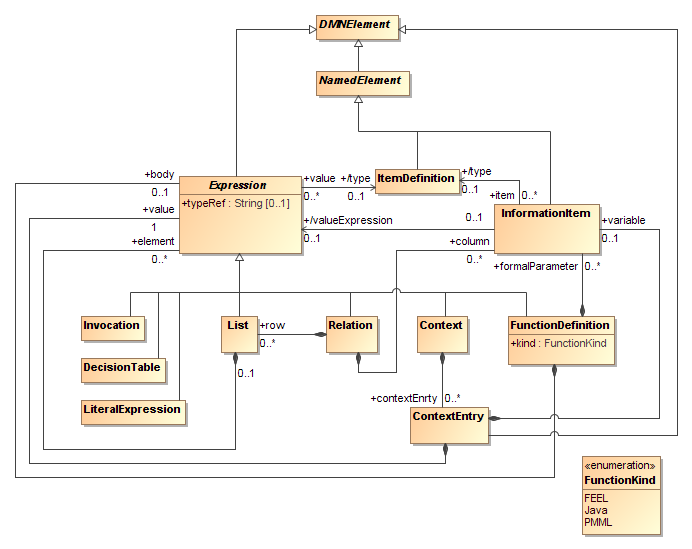 DMNElement
NamedElement
+body
0..1
+value
1
+element
0..*
Expression
+typeRef : String [0..1]
+value
0..*
+/type
0..1
ItemDefinition
+/type
0..1
+item
0..*
InformationItem
+variable
0..1
+/valueExpression
0..1
0..1
+column
0..*
+formalParameter
0..*
Invocation
List
+row
0..*
Relation
Context
FunctionDefinition
+kind : FunctionKind
DecisionTable
0..1
LiteralExpression
+contextEnrty
0..*
ContextEntry
«enumeration»
FunctionKind
FEEL
Java
PMML